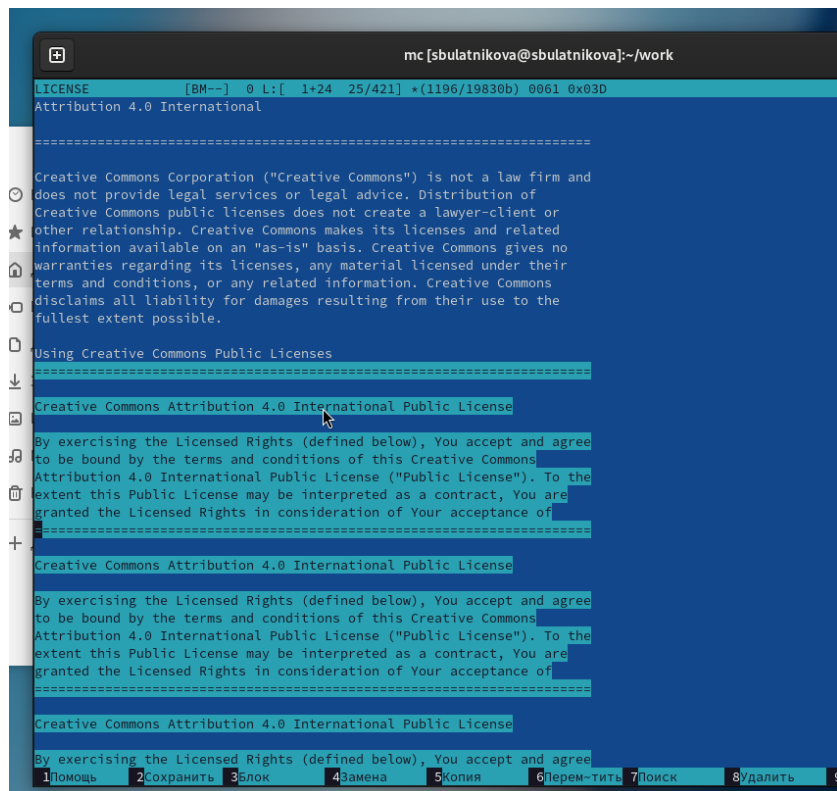 mc [sbulatnikova@sbulatnikova]:~/work
LICENSE [BM--] 0 L:[ 1+24 25/421] *(1196/19830b) 0061 0x03D
Attribution 4.0 International
=======================================================================
Creative Commons Corporation ("Creative Commons") is not a law firm and
does not provide legal services or legal advice. Distribution of
Creative Commons public licenses does not create a lawyer-client or
other relationship. Creative Commons makes its licenses and related
information available on an "as-is" basis. Creative Commons gives no
warranties regarding its licenses, any material licensed under their
terms and conditions, or any related information. Creative Commons
disclaims all liability for damages resulting from their use to the
fullest extent possible.
Using Creative Commons Public Licenses
=======================================================================
Creative Commons Attribution 4.0 International Public License
By exercising the Licensed Rights (defined below), You accept and agree
to be bound by the terms and conditions of this Creative Commons
Attribution 4.0 International Public License ("Public License"). To the
extent this Public License may be interpreted as a contract, You are
granted the Licensed Rights in consideration of Your acceptance of
=======================================================================
Creative Commons Attribution 4.0 International Public License
By exercising the Licensed Rights (defined below), You accept and agree
to be bound by the terms and conditions of this Creative Commons
Attribution 4.0 International Public License ("Public License"). To the
extent this Public License may be interpreted as a contract, You are
granted the Licensed Rights in consideration of Your acceptance of
=======================================================================
Creative Commons Attribution 4.0 International Public License
By exercising the Licensed Rights (defined below), You accept and agree
1Помощь 2Сохранить 3Блок 4Замена 5Копия 6Перем~тить 7Поиск 8Удалить 9